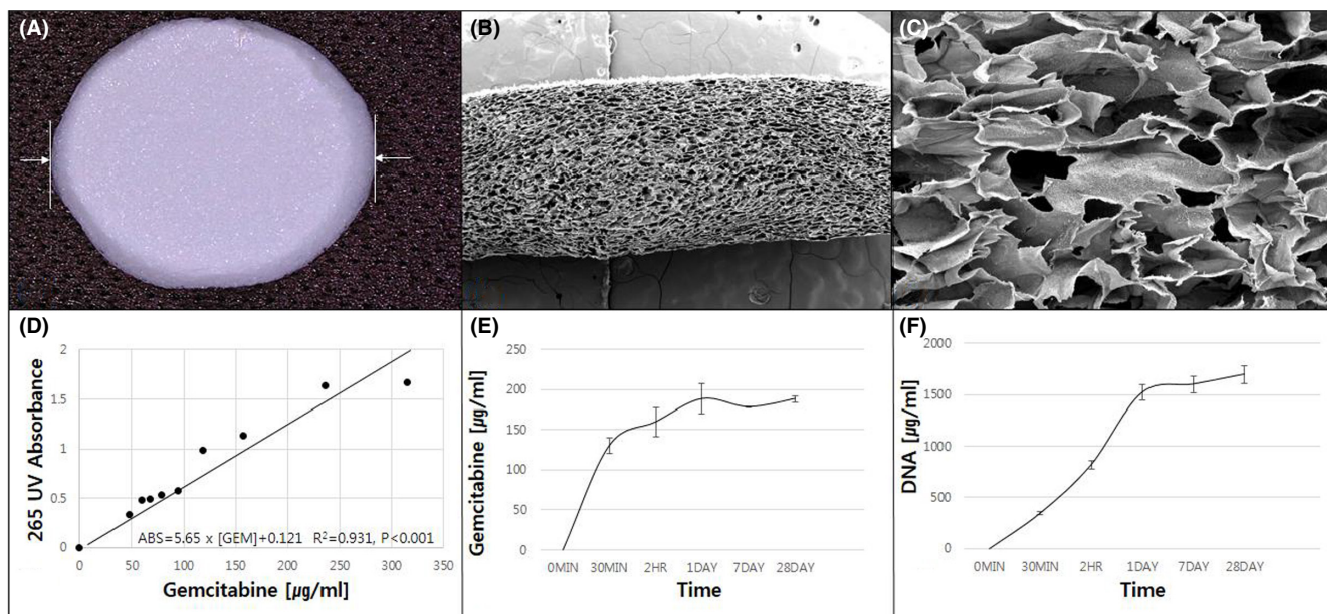 (A)
(B)
(C)
(D)
265 UV Absorbance
2
1.5
1
0.5
0
ABS=5.65 x [GEM]+0.121 R²=0.931, P<0.001
0 50 100 150 200 250 300 350
Gemcitabine [µg/ml]
(E)
Gemcitabine [µg/ml]
250
200
150
100
50
0
0MIN 30MIN 2HR 1DAY 7DAY 28DAY
Time
(F)
DNA [µg/ml]
2000
1500
1000
500
0
0MIN 30MIN 2HR 1DAY 7DAY 28DAY
Time